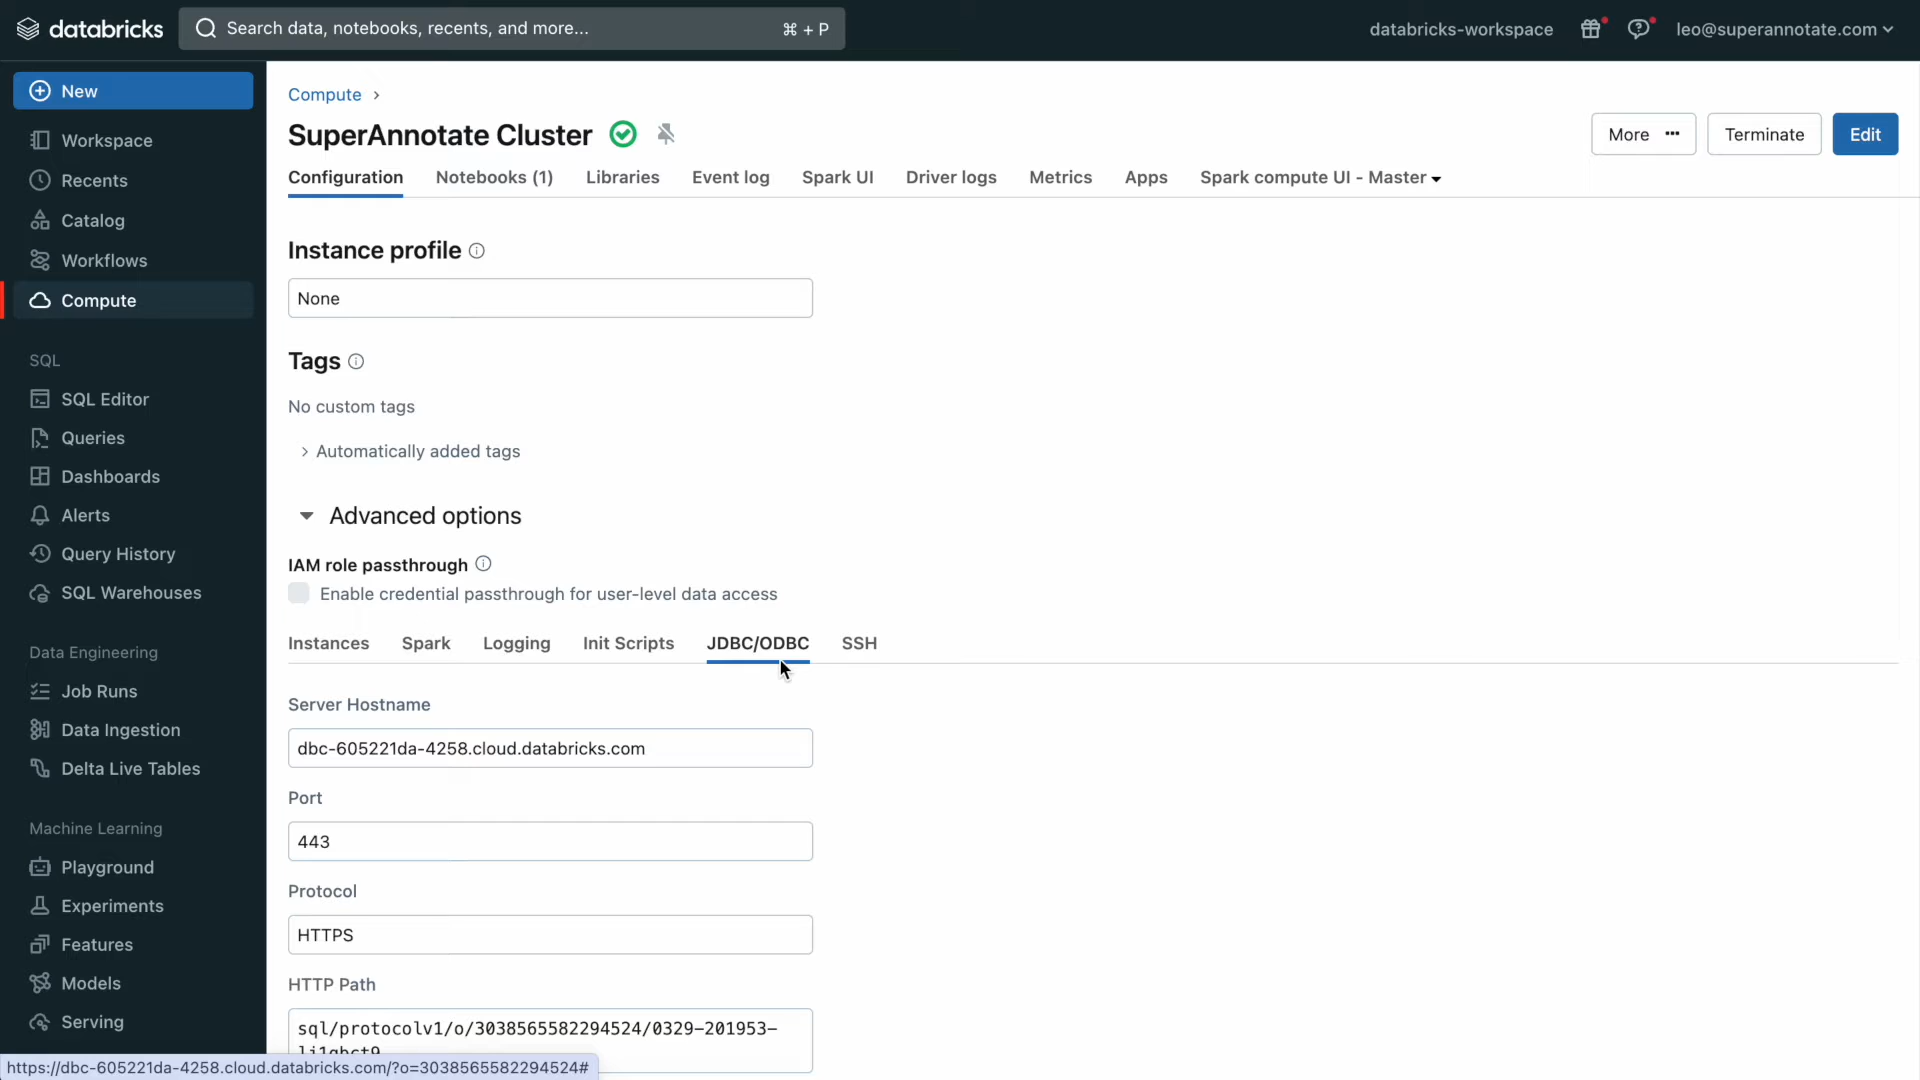 databricks
Search data, notebooks, recents, and more...
⌘ + P
databricks-workspace
leo@superannotate.com
New
Workspace
Recents
Catalog
Workflows
Compute
SQL
SQL Editor
Queries
Dashboards
Alerts
Query History
SQL Warehouses
Data Engineering
Job Runs
Data Ingestion
Delta Live Tables
Machine Learning
Playground
Experiments
Features
Models
Serving
Compute ›
SuperAnnotate Cluster
More
Terminate
Edit
Configuration Notebooks (1) Libraries Event log Spark UI Driver logs Metrics Apps Spark compute UI - Master
Instance profile
None
Tags
No custom tags
Automatically added tags
Advanced options
IAM role passthrough
Enable credential passthrough for user-level data access
Instances Spark Logging Init Scripts JDBC/ODBC SSH
Server Hostname
dbc-605221da-4258.cloud.databricks.com
Port
443
Protocol
HTTPS
HTTP Path
sql/protocolv1/o/3038565582294524/0329-201953-
https://dbc-605221da-4258.cloud.databricks.com/?o=3038565582294524#